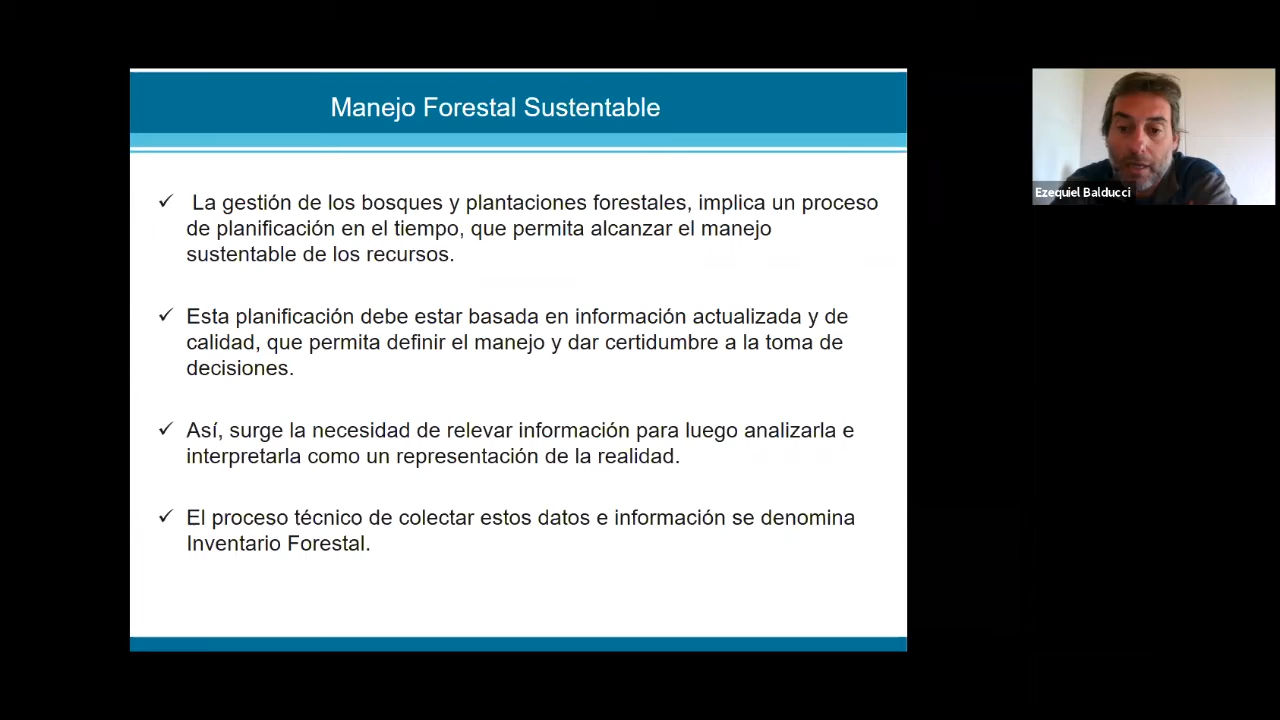 Manejo Forestal Sustentable
La gestión de los bosques y plantaciones forestales, implica un proceso
de planificación en el tiempo, que permita alcanzar el manejo
sustentable de los recursos.
Esta planificación debe estar basada en información actualizada y de
calidad, que permita definir el manejo y dar certidumbre a la toma de
decisiones.
Así, surge la necesidad de relevar información para luego analizarla e
interpretarla como un representación de la realidad.
El proceso técnico de colectar estos datos e información se denomina
Inventario Forestal.
Ezequiel Balducci